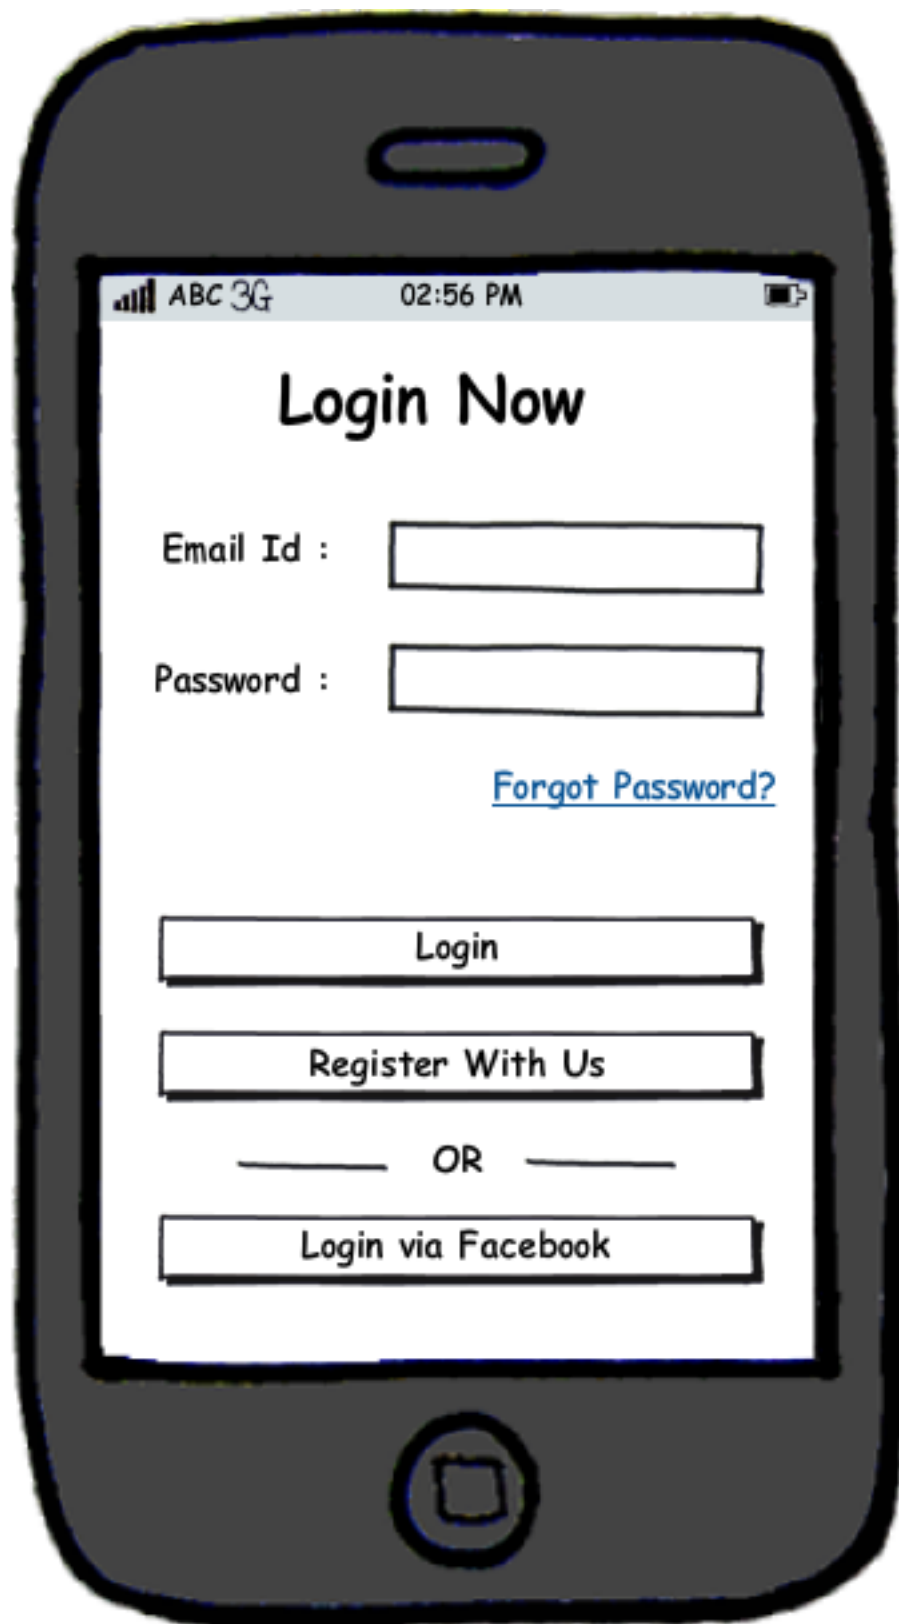 ABC 3G 02:56 PM
Login Now
Email Id :
Password :
Forgot Password?
Login
Register With Us
OR
Login via Facebook